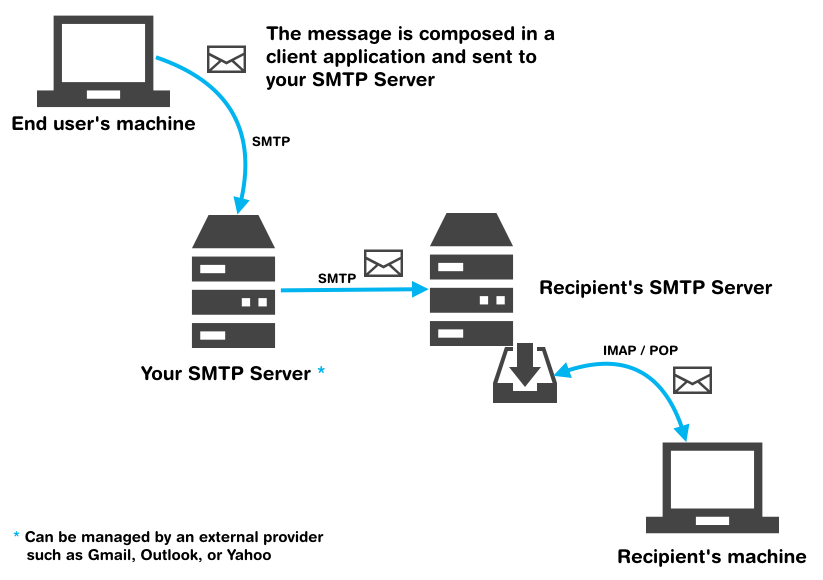 The message is composed in a
client application and sent to
your SMTP Server
End user's machine
SMTP
SMTP
Recipient's SMTP Server
Your SMTP Server *
IMAP / POP
* Can be managed by an external provider
such as Gmail, Outlook, or Yahoo
Recipient's machine